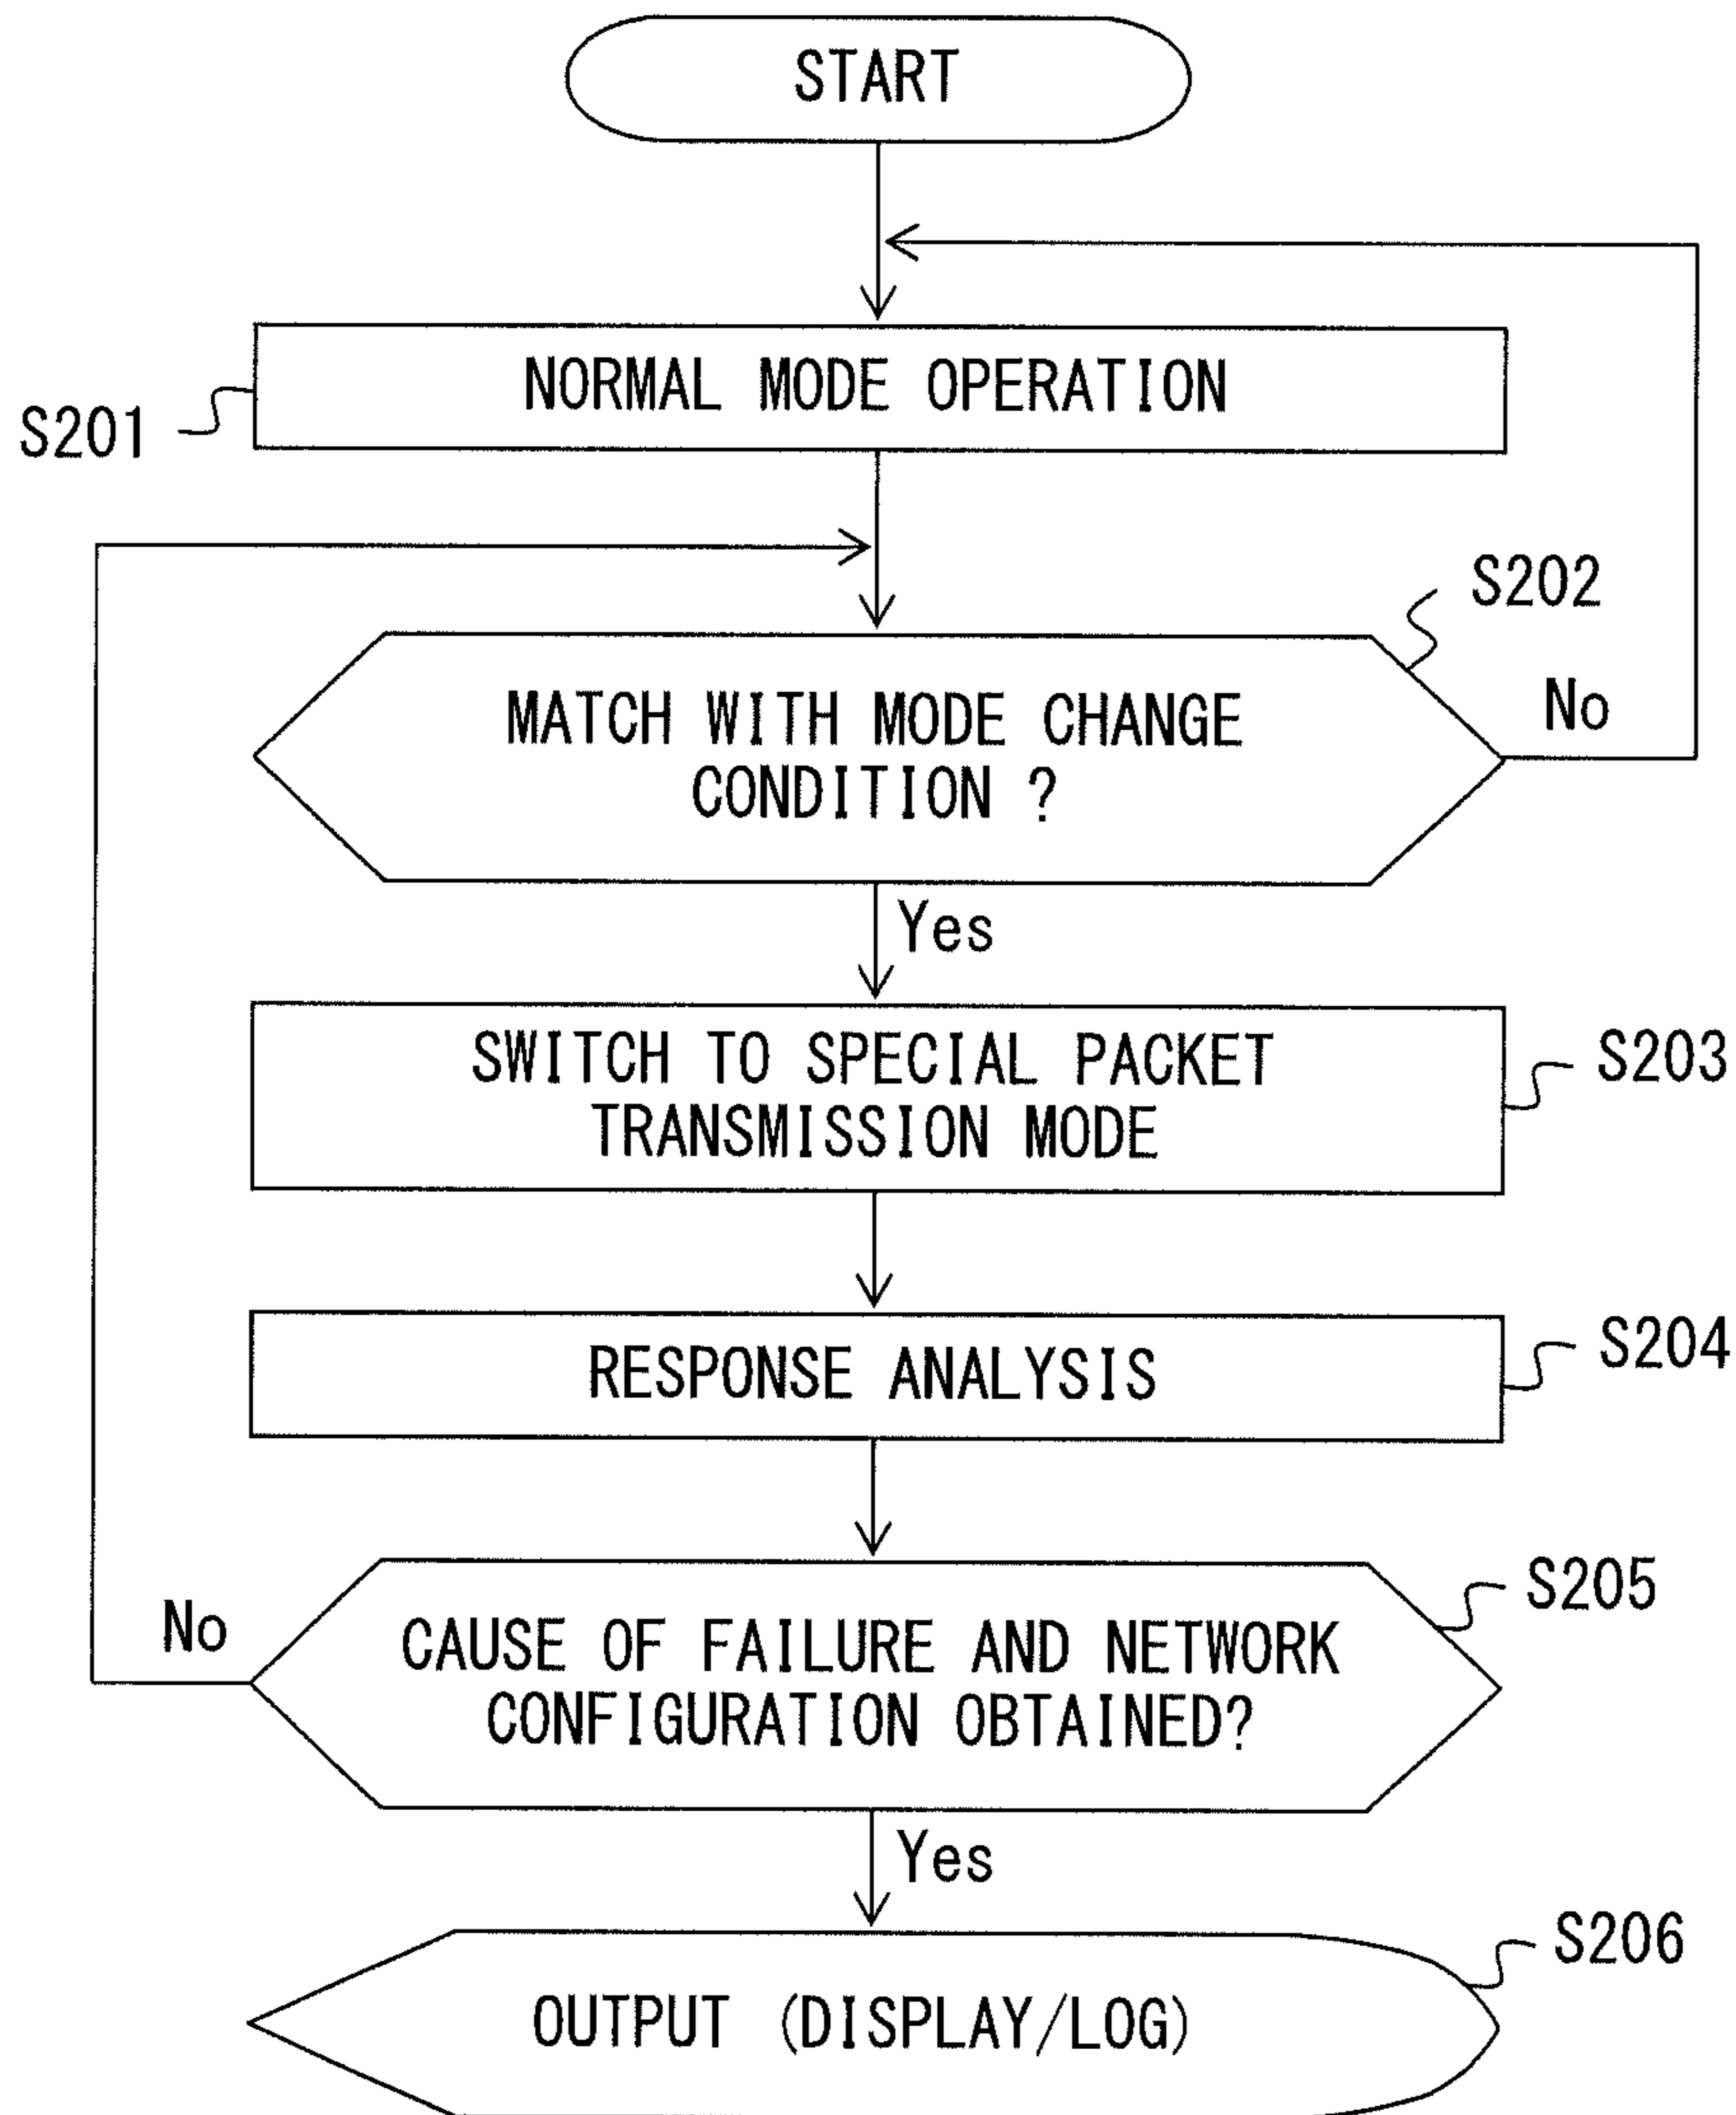 START
NORMAL MODE OPERATION
S201
S202
MATCH WITH MODE CHANGE
CONDITION ?
No
Yes
SWITCH TO SPECIAL PACKET
TRANSMISSION MODE
S203
RESPONSE ANALYSIS
S204
S205
CAUSE OF FAILURE AND NETWORK
CONFIGURATION OBTAINED?
No
Yes
S206
OUTPUT (DISPLAY/LOG)